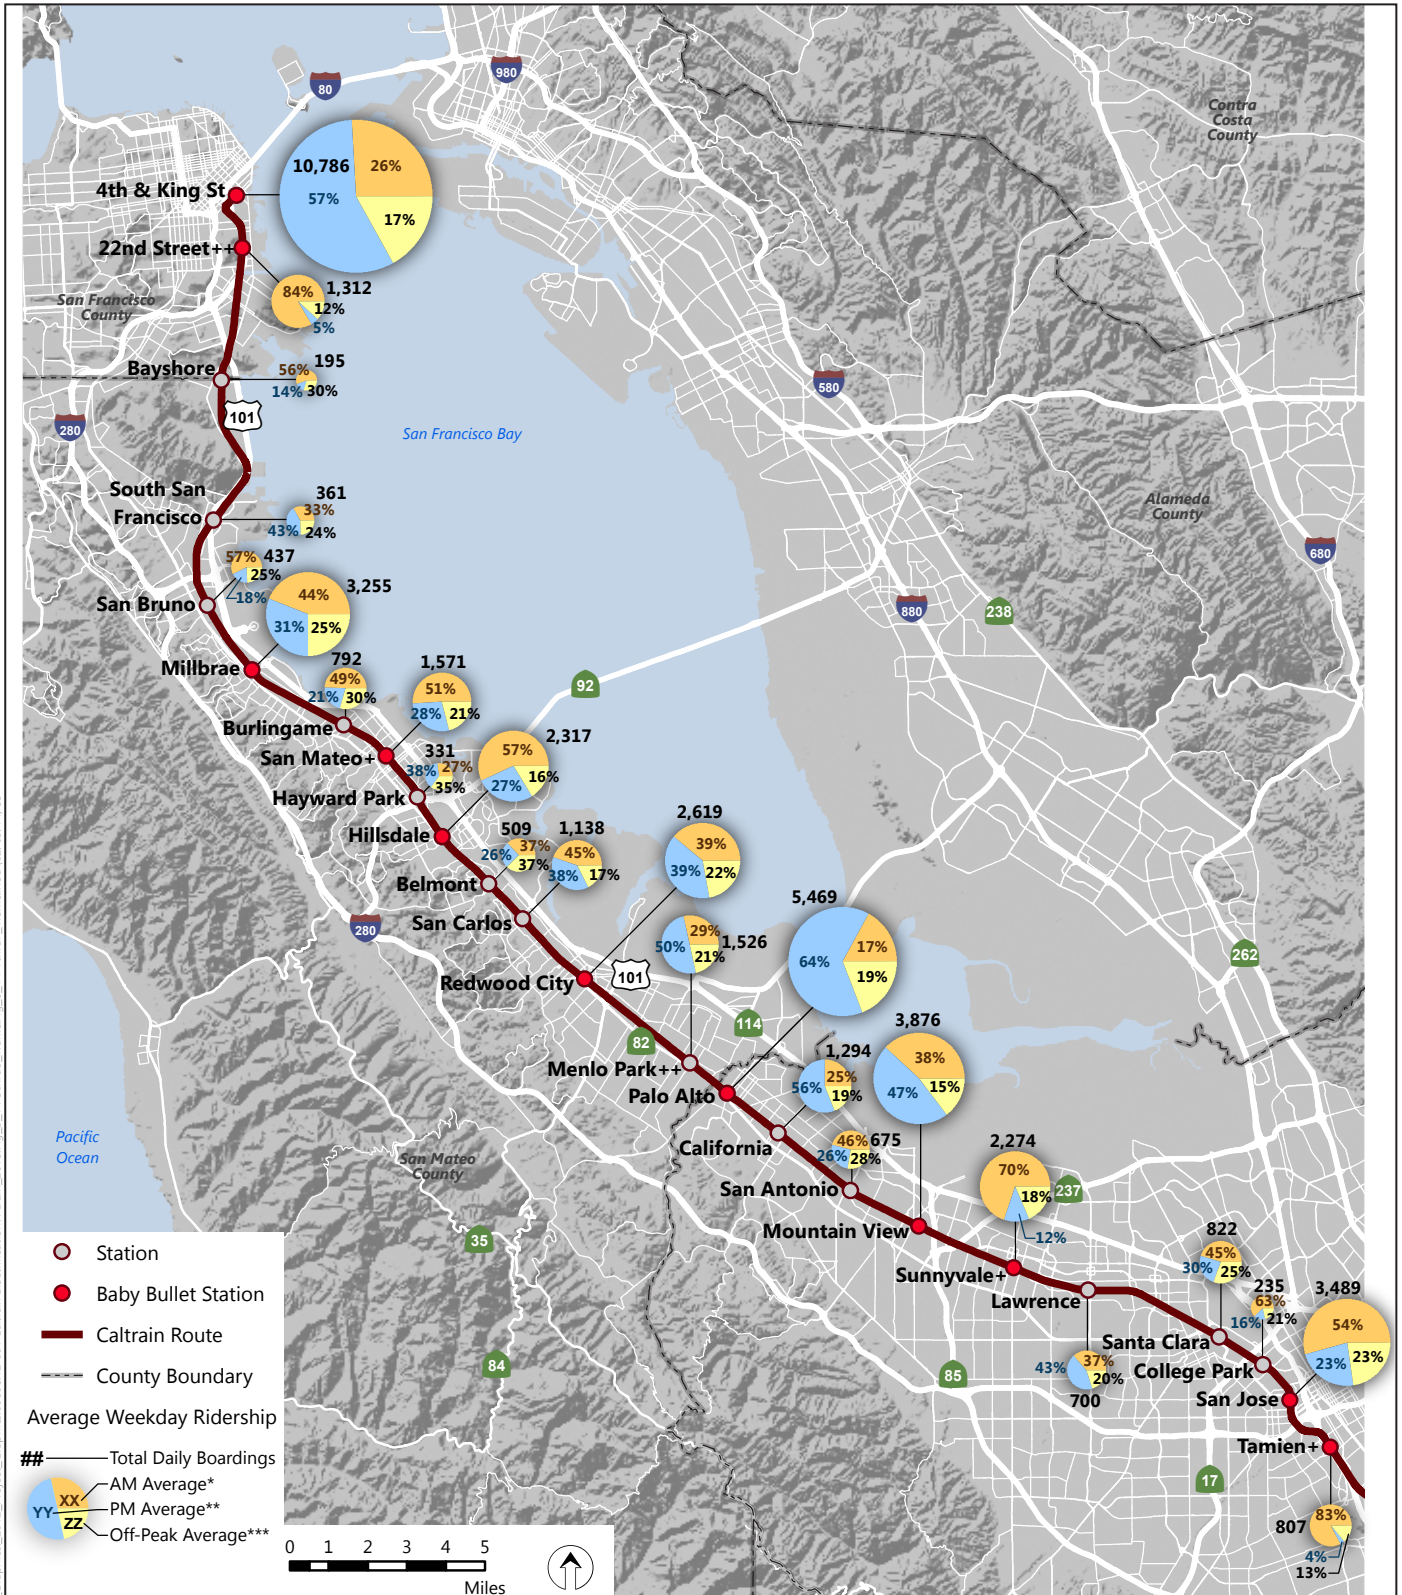 80
980
Contra
Costa
County
10,786
26%
57%
17%
4th & King St
22nd Street++
1,312
84%
12%
5%
San Francisco
County
Bayshore
195
56%
14%
30%
580
101
280
San Francisco Bay
South San
Francisco
361
33%
43%
24%
Alameda
County
680
57%
437
25%
18%
San Bruno
3,255
44%
31%
25%
880
238
Millbrae
792
49%
21%
30%
1,571
51%
28%
21%
92
Burlingame
San Mateo+
331
38%
27%
35%
2,317
57%
16%
27%
Hayward Park
Hillsdale
509
37%
26%
37%
1,138
45%
38%
17%
2,619
39%
39%
22%
Belmont
San Carlos
280
5,469
17%
64%
19%
29%
50%
21%
1,526
262
Redwood City
101
114
82
3,876
38%
47%
15%
1,294
25%
56%
19%
Menlo Park++
Palo Alto
Pacific
Ocean
San Mateo
County
California
46%
675
26%
28%
San Antonio
2,274
70%
18%
12%
237
Mountain View
35
822
45%
30%
25%
Sunnyvale+
Lawrence
235
63%
16%
21%
3,489
54%
23%
23%
Santa Clara
College Park
San Jose
84
43%
37%
20%
700
85
Tamien+
17
807
83%
4%
13%
Station
Baby Bullet Station
Caltrain Route
County Boundary
Average Weekday Ridership
## Total Daily Boardings
XX AM Average*
YY PM Average**
ZZ Off-Peak Average***
0 1 2 3 4 5
Miles